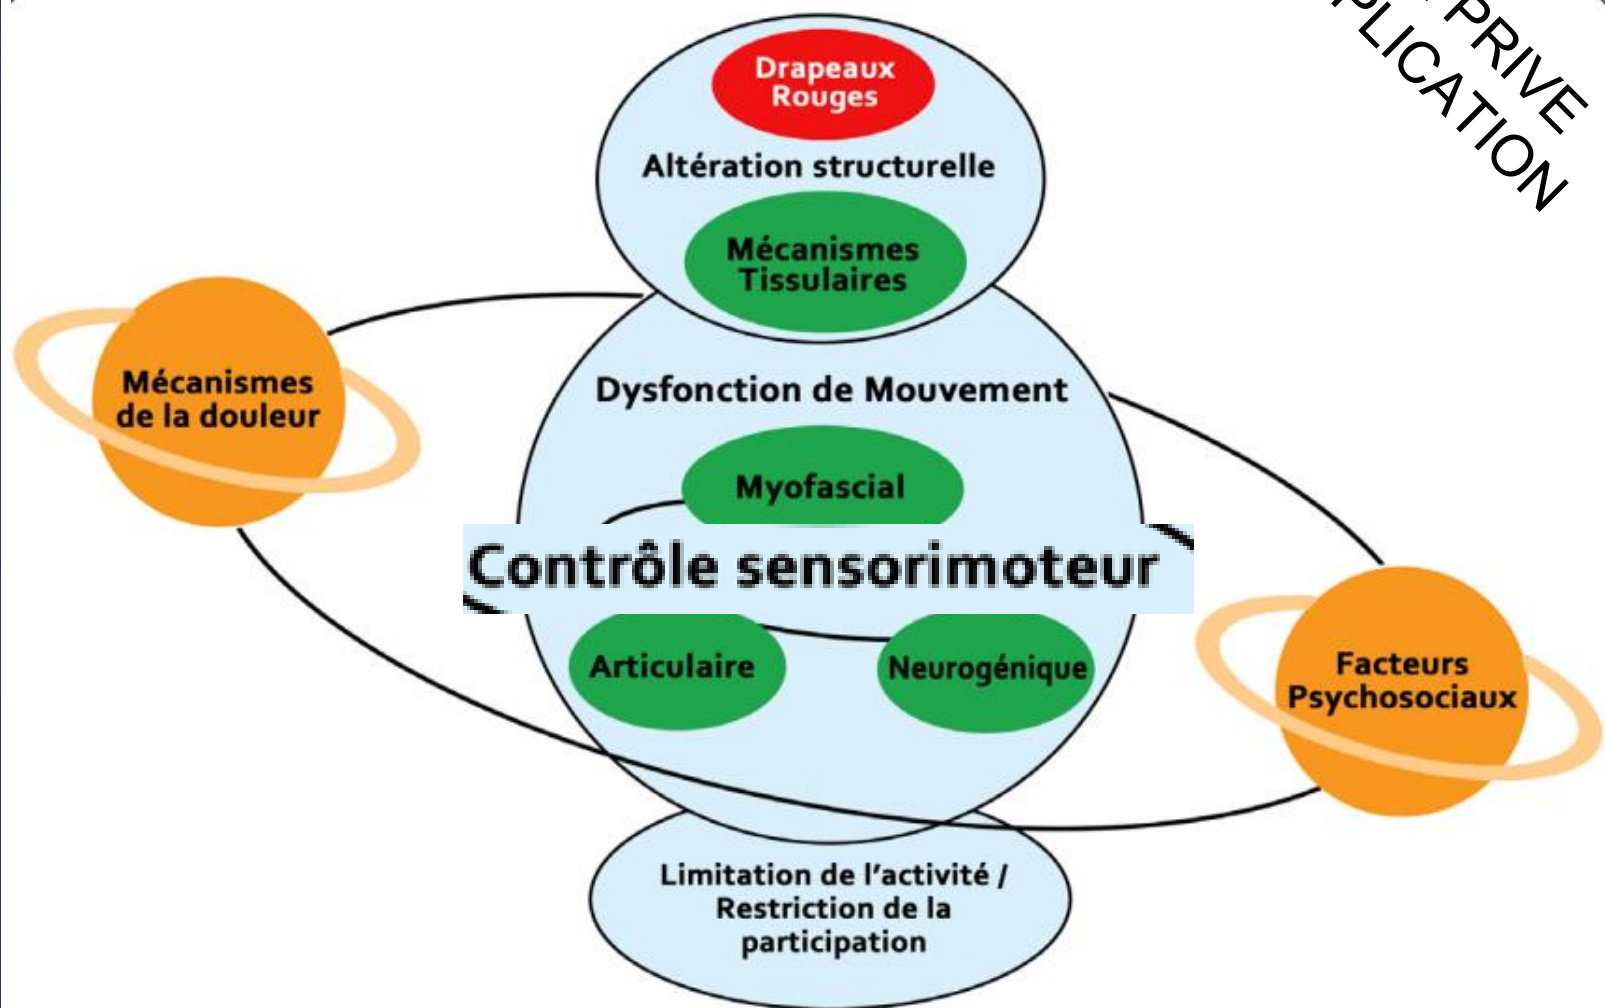 PRIVE
PLICATION
Drapeaux
Rouges
Altération structurelle
Mécanismes
Tissulaires
Mécanismes
de la douleur
Dysfonction de Mouvement
Myofascial
Contrôle sensorimoteur
Articulaire
Neurogénique
Facteurs
Psychosociaux
Limitation de l'activité /
Restriction de la
participation